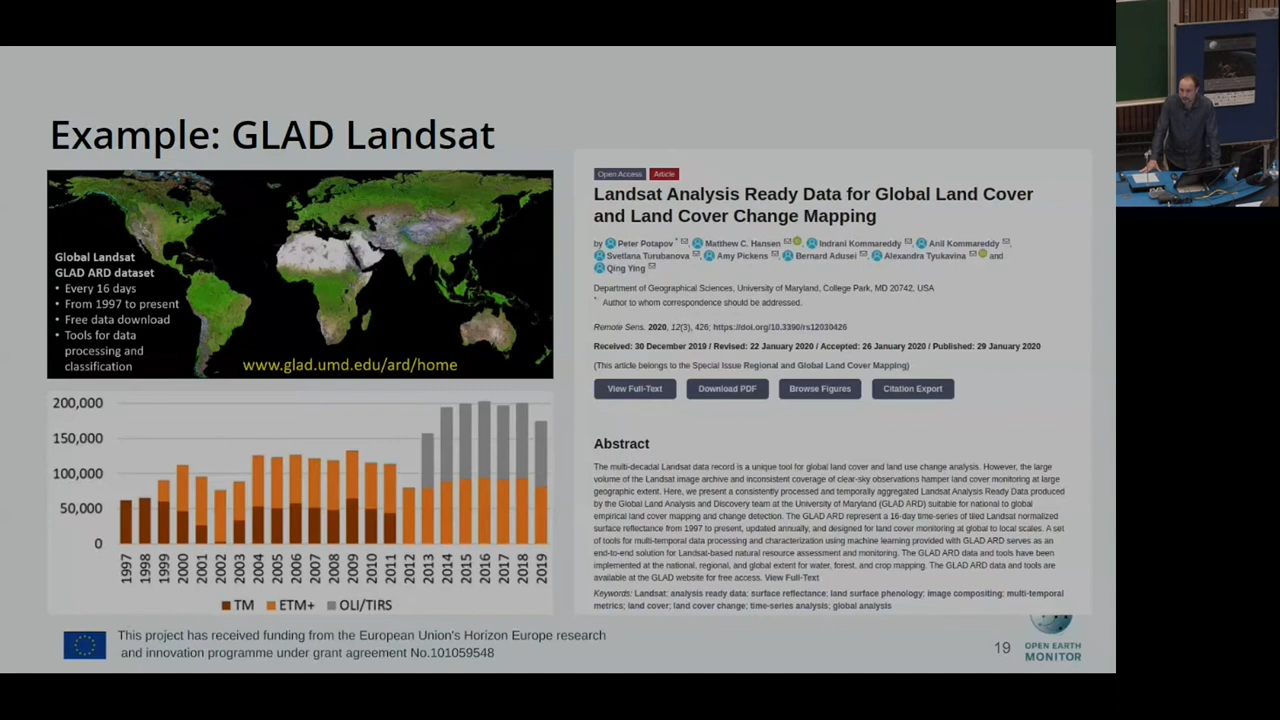 Example: GLAD Landsat
Global Landsat
GLAD ARD dataset
• Every 16 days
• From 1997 to present
• Free data download
• Tools for data
processing and
classification
www.glad.umd.edu/ard/home
200,000
150,000
100,000
50,000
0
1997 1998 1999 2000 2001 2002 2003 2004 2005 2006 2007 2008 2009 2010 2011 2012 2013 2014 2015 2016 2017 2018 2019
TM ETM+ OLI/TIRS
Open Access Article
Landsat Analysis Ready Data for Global Land Cover
and Land Cover Change Mapping
by Peter Potapov *, Matthew C. Hansen, Indrani Kommareddy, Anil Kommareddy,
Svetlana Turubanova, Amy Pickens, Bernard Adusei, Alexandra Tyukavina and
Qing Ying
Department of Geographical Sciences, University of Maryland, College Park, MD 20742, USA
* Author to whom correspondence should be addressed.
Remote Sens. 2020, 12(3), 426; https://doi.org/10.3390/rs12030426
Received: 30 December 2019 / Revised: 22 January 2020 / Accepted: 26 January 2020 / Published: 29 January 2020
(This article belongs to the Special Issue Regional and Global Land Cover Mapping)
View Full-Text Download PDF Browse Figures Citation Export
Abstract
The multi-decadal Landsat data record is a unique tool for global land cover and land use change analysis. However, the large
volume of the Landsat image archive and inconsistent coverage of clear-sky observations hamper land cover monitoring at large
geographic extent. Here, we present a consistently processed and temporally aggregated Landsat Analysis Ready Data produced
by the Global Land Analysis and Discovery team at the University of Maryland (GLAD ARD) suitable for national to global
empirical land cover mapping and change detection. The GLAD ARD represent a 16-day time-series of tiled Landsat normalized
surface reflectance from 1997 to present, updated annually, and designed for land cover monitoring at global to local scales. A set
of tools for multi-temporal data processing and characterization using machine learning provided with GLAD ARD serves as an
end-to-end solution for Landsat-based natural resource assessment and monitoring. The GLAD ARD data and tools have been
implemented at the national, regional, and global extent for water, forest, and crop mapping. The GLAD ARD data and tools are
available at the GLAD website for free access. View Full-Text
Keywords: Landsat; analysis ready data; surface reflectance; land surface phenology; image compositing; multi-temporal
metrics; land cover; land cover change; time-series analysis; global analysis
This project has received funding from the European Union's Horizon Europe research
and innovation programme under grant agreement No.101059548
19
OPEN EARTH
MONITOR